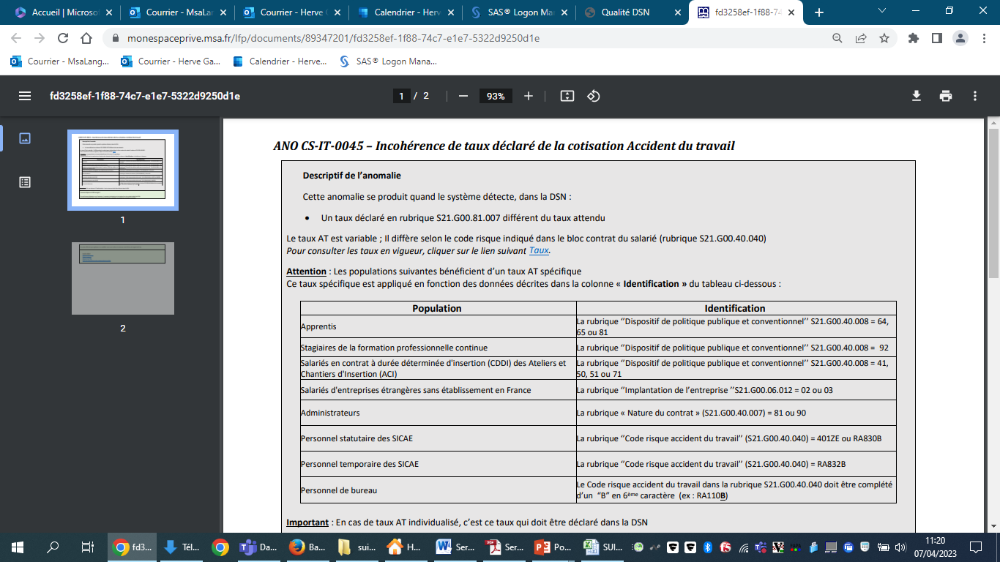 Accueil | Microsof
Courrier - MsaLan
Courrier - Herve G
Calendrier - Herv
SAS® Logon Ma
Qualité DSN
fd3258ef-1f88-74
monespaceprive.msa.fr/lfp/documents/89347201/fd3258ef-1f88-74c7-e1e7-5322d9250d1e
Courrier - MsaLang...
Courrier - Herve Ga...
Calendrier - Herve...
SAS® Logon Mana...
fd3258ef-1f88-74c7-e1e7-5322d9250d1e
1 / 2
93%
1
2
ANO CS-IT-0045 – Incohérence de taux déclaré de la cotisation Accident du travail
Descriptif de l’anomalie
Cette anomalie se produit quand le système détecte, dans la DSN :
• Un taux déclaré en rubrique S21.G00.81.007 différent du taux attendu
Le taux AT est variable ; Il diffère selon le code risque indiqué dans le bloc contrat du salarié (rubrique S21.G00.40.040)
Pour consulter les taux en vigueur, cliquer sur le lien suivant Taux.
Attention : Les populations suivantes bénéficient d’un taux AT spécifique
Ce taux spécifique est appliqué en fonction des données décrites dans la colonne « Identification » du tableau ci-dessous :
Population
Identification
Apprentis
La rubrique ‘’Dispositif de politique publique et conventionnel’’ S21.G00.40.008 = 64,
65 ou 81
Stagiaires de la formation professionnelle continue
La rubrique ‘’Dispositif de politique publique et conventionnel’’ S21.G00.40.008 = 92
Salariés en contrat à durée déterminée d'insertion (CDDI) des Ateliers et
Chantiers d'Insertion (ACI)
La rubrique ‘’Dispositif de politique publique et conventionnel’’ S21.G00.40.008 = 41,
50, 51 ou 71
Salariés d'entreprises étrangères sans établissement en France
La rubrique ‘’Implantation de l’entreprise ‘’S21.G00.06.012 = 02 ou 03
Administrateurs
La rubrique « Nature du contrat » (S21.G00.40.007) = 81 ou 90
Personnel statutaire des SICAE
La rubrique ‘’Code risque accident du travail’’ (S21.G00.40.040) = 401ZE ou RA830B
Personnel temporaire des SICAE
La rubrique ‘’Code risque accident du travail’’ (S21.G00.40.040) = RA832B
Personnel de bureau
Le Code risque accident du travail dans la rubrique S21.G00.40.040 doit être complété
d’un “B” en 6ème caractère (ex : RA110B)
Important : En cas de taux AT individualisé, c’est ce taux qui doit être déclaré dans la DSN
fd3...
Tél...
Da...
Ba...
sui...
H...
Ser...
Ser...
Po...
SUI...
11:20
07/04/2023